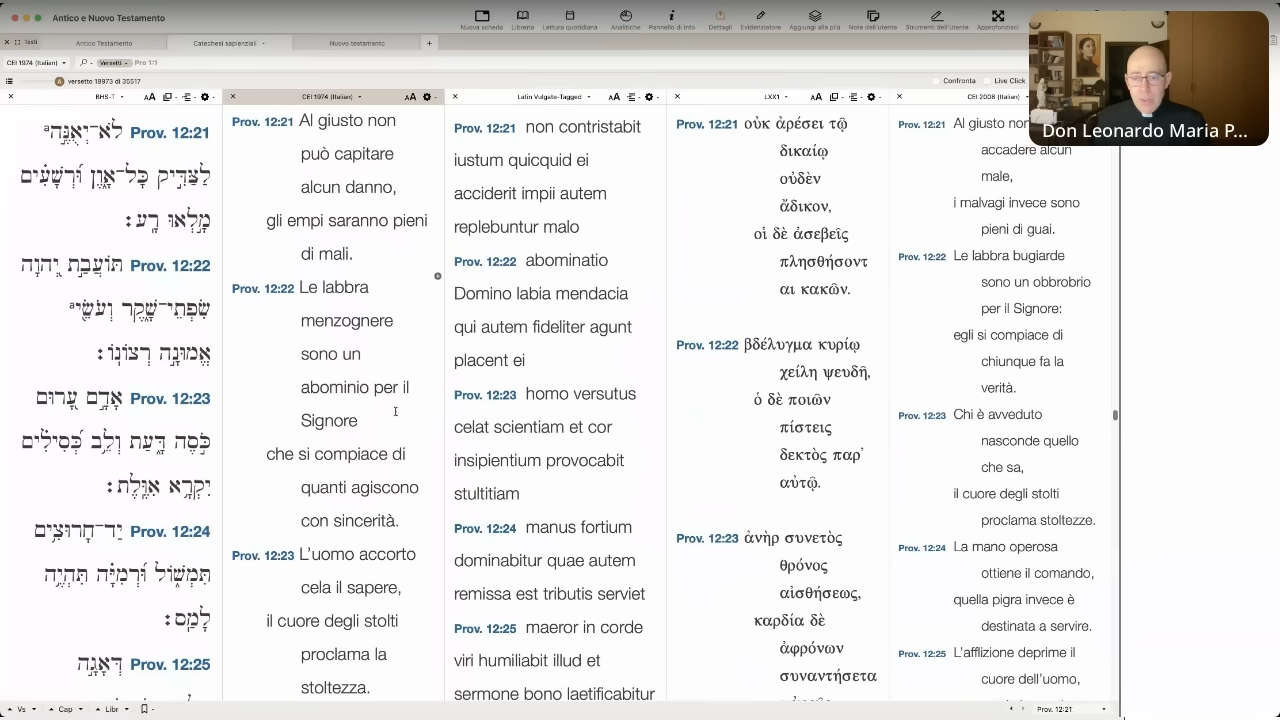 Antico e Nuovo Testamento
Nuova scheda
Libreria
Lettura quotidiana
Analitiche
Pannello di info
Dettagli
Evidenziatore
Aggiungi alla pila
Note dell'utente
Strumenti dell'utente
Approfondisci
Testi
Antico Testamento
Catechesi sapienziali
Nuovo testamento
CEI 1974 (Italian)
Versetti
Pro 1:1
versetto 18973 di 35517
Confronta
Live Click
BHS-T
CEI 1974 (Italian)
Latin Vulgate-Tagged
LXX1
CEI 2008 (Italian)
Prov. 12:21 לֹא־יְאֻנֶּ֣הᵃ
לַצַּדִּ֣יק כָּל־אָ֑וֶן וּ֝רְשָׁעִ֗ים
מָ֣לְאוּ רָֽע׃
Prov. 12:22 תּוֹעֲבַ֣ת יְ֭הוָה
שִׂפְתֵי־שָׁ֑קֶר וְעֹשֵׂ֖יᵃ
אֱמוּנָ֣ה רְצוֹנֽוֹ׃
Prov. 12:23 אָדָ֣ם עָ֭רוּם
כֹּ֣סֶה דָּ֑עַת וְלֵ֥ב כְּ֝סִילִ֗ים
יִקְרָ֥א אִוֶּֽלֶת׃
Prov. 12:24 יַד־חָרוּצִ֥ים
תִּמְשׁ֑וֹל וּ֝רְמִיָּ֗ה תִּהְיֶ֥ה
לָמַֽס׃
Prov. 12:25 דְּאָגָ֣ה
Prov. 12:21 Al giusto non
può capitare
alcun danno,
gli empi saranno pieni
di mali.
Prov. 12:22 Le labbra
menzognere
sono un
abominio per il
Signore
che si compiace di
quanti agiscono
con sincerità.
Prov. 12:23 L'uomo accorto
cela il sapere,
il cuore degli stolti
proclama la
stoltezza.
Prov. 12:21 non contristabit
iustum quicquid ei
acciderit impii autem
replebuntur malo
Prov. 12:22 abominatio
Domino labia mendacia
qui autem fideliter agunt
placent ei
Prov. 12:23 homo versutus
celat scientiam et cor
insipientium provocabit
stultitiam
Prov. 12:24 manus fortium
dominabitur quae autem
remissa est tributis serviet
Prov. 12:25 maeror in corde
viri humiliabit illud et
sermone bono laetificabitur
Prov. 12:21 οὐκ ἀρέσει τῷ
δικαίῳ
οὐδὲν
ἄδικον,
οἱ δὲ ἀσεβεῖς
πλησθήσοντ
αι κακῶν.
Prov. 12:22 βδέλυγμα κυρίῳ
χείλη ψευδῆ,
ὁ δὲ ποιῶν
πίστεις
δεκτὸς παρ᾽
αὐτῷ.
Prov. 12:23 ἀνὴρ συνετὸς
θρόνος
αἰσθήσεως,
καρδία δὲ
ἀφρόνων
συναντήσετα
Prov. 12:21 Al giusto non
accadere alcun
male,
i malvagi invece sono
pieni di guai.
Prov. 12:22 Le labbra bugiarde
sono un obbrobrio
per il Signore:
egli si compiace di
chiunque fa la
verità.
Prov. 12:23 Chi è avveduto
nasconde quello
che sa,
il cuore degli stolti
proclama stoltezze.
Prov. 12:24 La mano operosa
ottiene il comando,
quella pigra invece è
destinata a servire.
Prov. 12:25 L'afflizione deprime il
cuore dell'uomo,
Don Leonardo Maria P...
Vs
Cap
Libr
Prov. 12:21